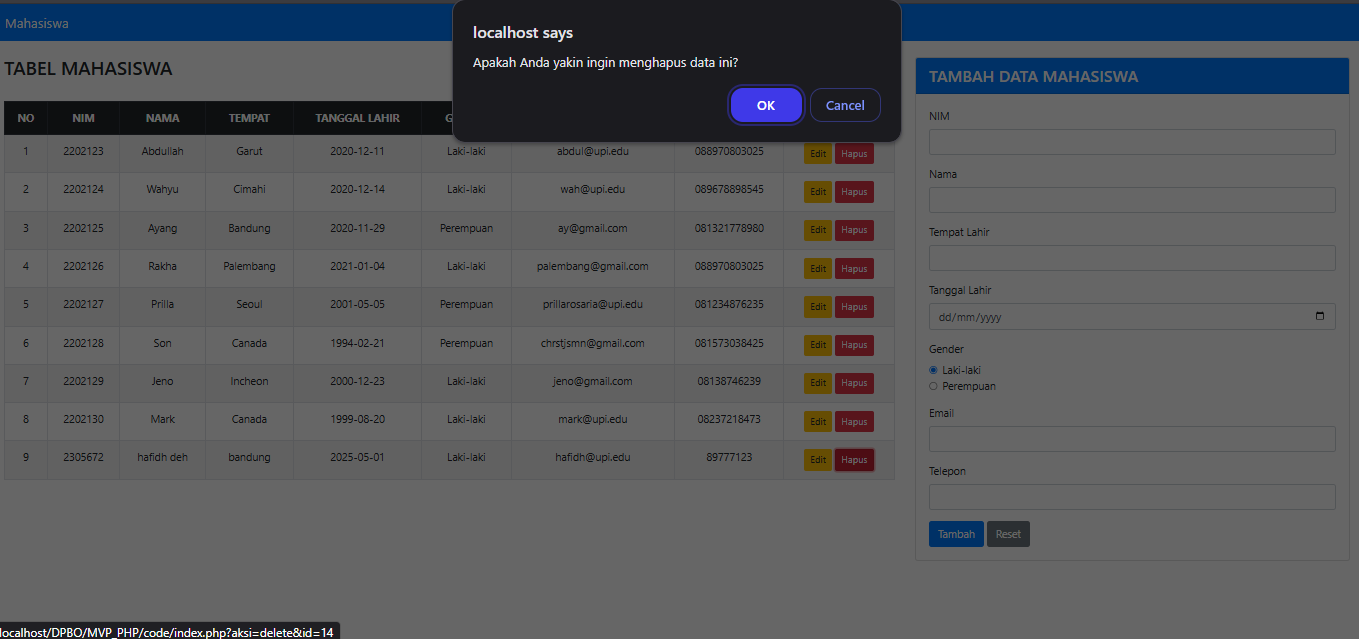 Mahasiswa
localhost says
Apakah Anda yakin ingin menghapus data ini?
OK Cancel
TABEL MAHASISWA
NO NIM NAMA TEMPAT TANGGAL LAHIR
1 2202123 Abdullah Garut 2020-12-11 Laki-laki abdul@upi.edu 088970803025 Edit Hapus
2 2202124 Wahyu Cimahi 2020-12-14 Laki-laki wah@upi.edu 089678898545 Edit Hapus
3 2202125 Ayang Bandung 2020-11-29 Perempuan ay@gmail.com 081321778980 Edit Hapus
4 2202126 Rakha Palembang 2021-01-04 Laki-laki palembang@gmail.com 088970803025 Edit Hapus
5 2202127 Prilla Seoul 2001-05-05 Perempuan prillarosaria@upi.edu 081234876235 Edit Hapus
6 2202128 Son Canada 1994-02-21 Perempuan chrstjsmn@gmail.com 081573038425 Edit Hapus
7 2202129 Jeno Incheon 2000-12-23 Laki-laki jeno@gmail.com 08138746239 Edit Hapus
8 2202130 Mark Canada 1999-08-20 Laki-laki mark@upi.edu 08237218473 Edit Hapus
9 2305672 hafidh deh bandung 2025-05-01 Laki-laki hafidh@upi.edu 89777123 Edit Hapus
TAMBAH DATA MAHASISWA
NIM
Nama
Tempat Lahir
Tanggal Lahir
dd/mm/yyyy
Gender
Laki-laki
Perempuan
Email
Telepon
Tambah Reset
localhost/DPBO/MVP_PHP/code/index.php?aksi=delete&id=14